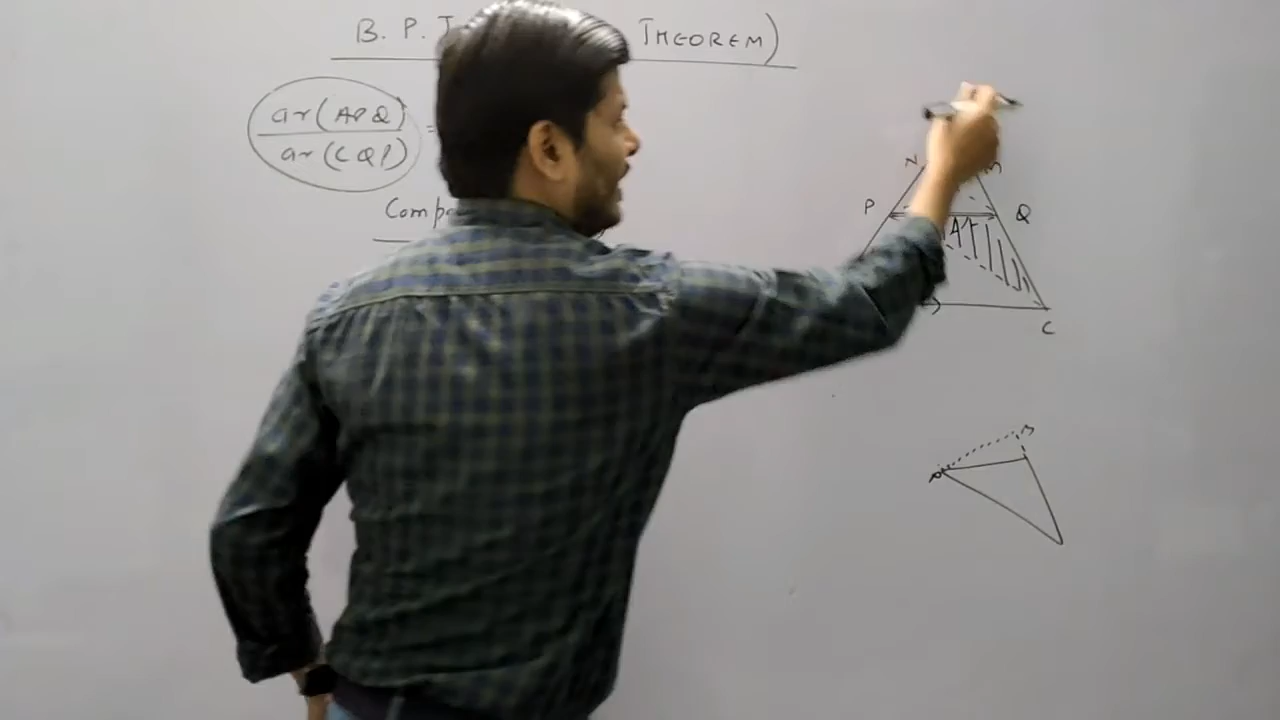 B. P. T THEOREM)
ar(APQ)
ar(CQP)
=
Comp
N M
P Q
C